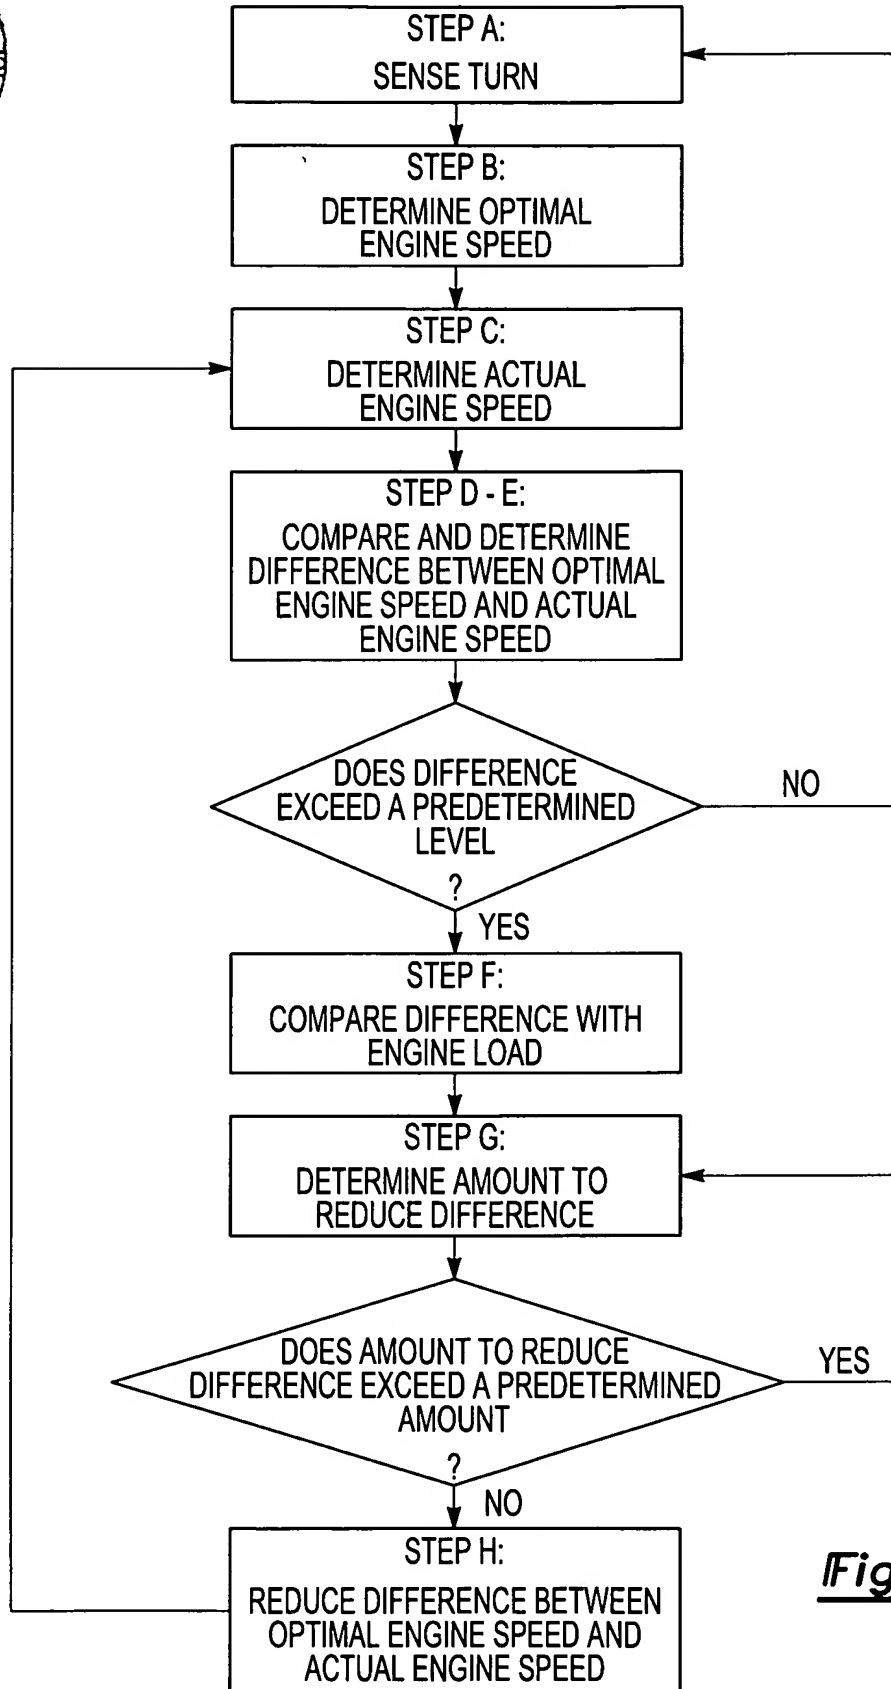 STEP A:
SENSE TURN
STEP B:
DETERMINE OPTIMAL
ENGINE SPEED
STEP C:
DETERMINE ACTUAL
ENGINE SPEED
STEP D - E:
COMPARE AND DETERMINE
DIFFERENCE BETWEEN OPTIMAL
ENGINE SPEED AND ACTUAL
ENGINE SPEED
DOES DIFFERENCE
EXCEED A PREDETERMINED
LEVEL
?
NO
YES
STEP F:
COMPARE DIFFERENCE WITH
ENGINE LOAD
STEP G:
DETERMINE AMOUNT TO
REDUCE DIFFERENCE
DOES AMOUNT TO REDUCE
DIFFERENCE EXCEED A PREDETERMINED
AMOUNT
?
YES
NO
STEP H:
REDUCE DIFFERENCE BETWEEN
OPTIMAL ENGINE SPEED AND
ACTUAL ENGINE SPEED
Fig